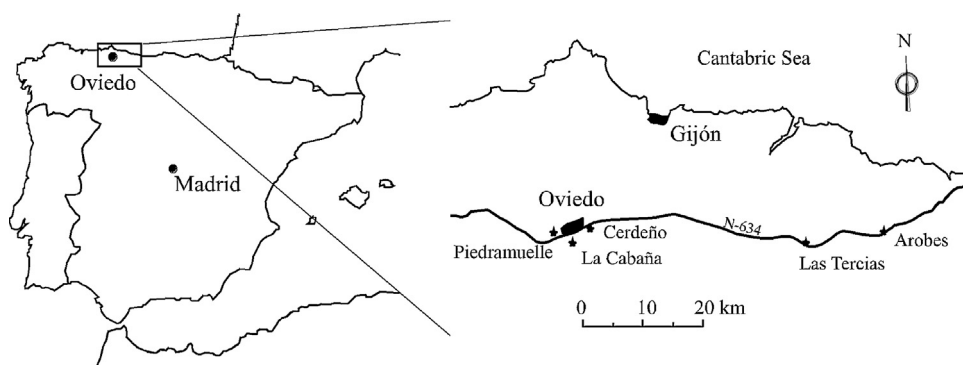 Oviedo
Madrid
Cantabric Sea
N
Gijón
Oviedo
Cerdeño
N-634
Piedramuelle
La Cabaña
Las Tercias
Arobes
0 10 20 km